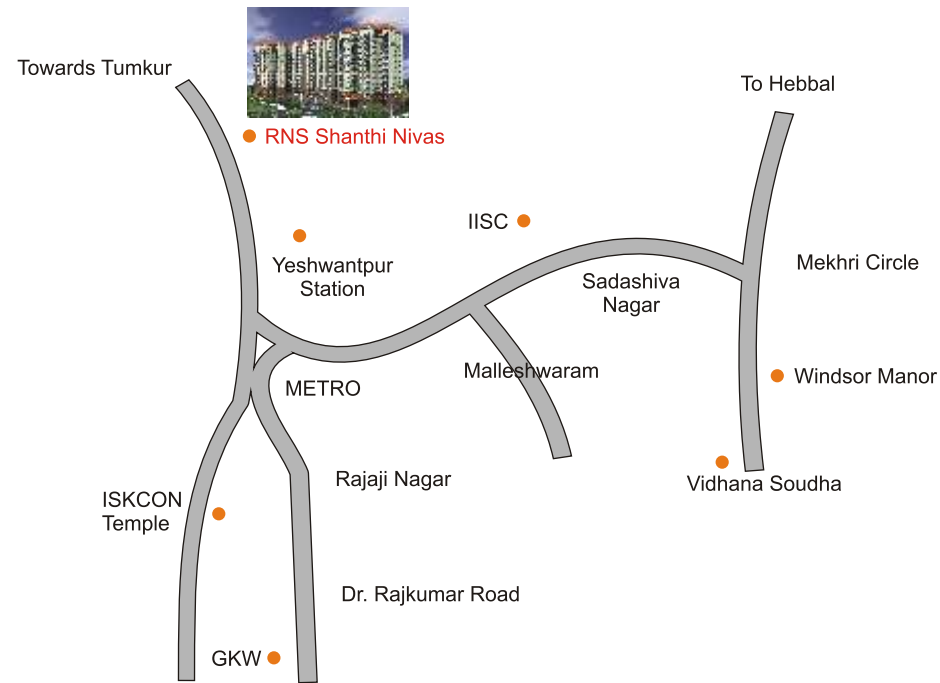 Towards Tumkur
To Hebbal
RNS Shanthi Nivas
IISC
Yeshwantpur
Station
Mekhri Circle
Sadashiva
Nagar
Malleshwaram
Windsor Manor
METRO
Rajaji Nagar
Vidhana Soudha
ISKCON
Temple
Dr. Rajkumar Road
GKW